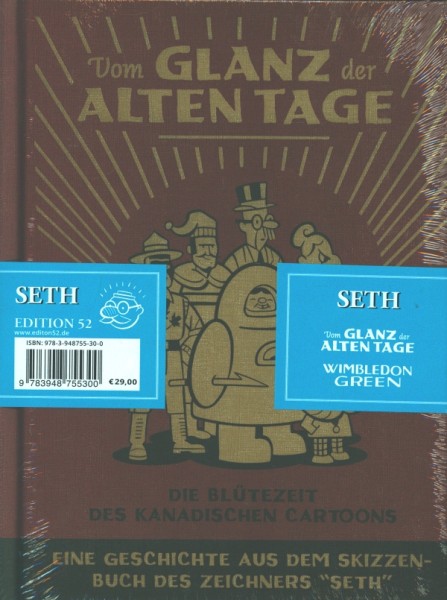 Vom GLANZ der
ALTEN TAGE
SETH
EDITION 52
www.edition52.de
ISBN: 978-3-948755-30-0
9 783948 755300
€ 29,00
SETH
Vom GLANZ der
ALTEN TAGE
WIMBLEDON
GREEN
DIE BLÜTEZEIT
DES KANADISCHEN CARTOONS
EINE GESCHICHTE AUS DEM SKIZZEN-
BUCH DES ZEICHNERS "SETH"